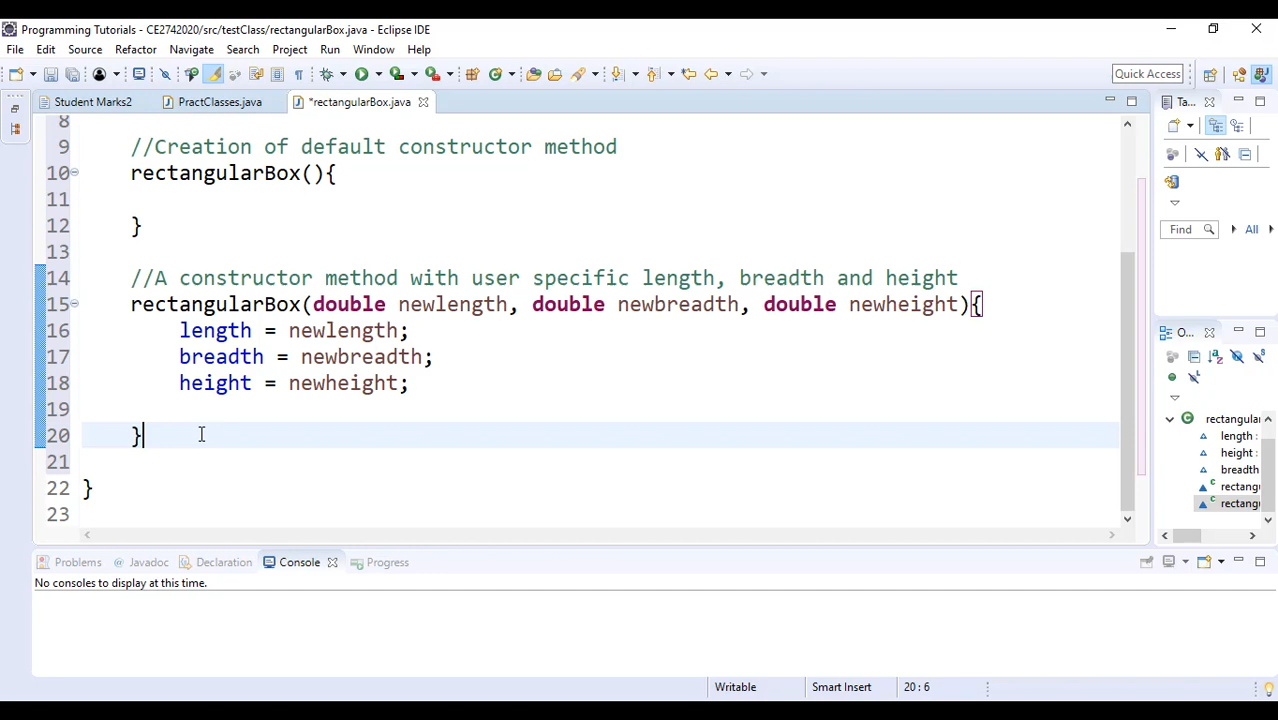 Programming Tutorials - CE2742020/src/testClass/rectangularBox.java - Eclipse IDE
File Edit Source Refactor Navigate Search Project Run Window Help
Quick Access
Student Marks2 PractClasses.java *rectangularBox.java Ta...
8
9 //Creation of default constructor method
10 rectangularBox(){
11
12 }
13
14 //A constructor method with user specific length, breadth and height
15 rectangularBox(double newlength, double newbreadth, double newheight){
16 length = newlength;
17 breadth = newbreadth;
18 height = newheight;
19
20 }
21
22 }
23
Find All
O...
rectangular
length :
height :
breadth
rectang
rectang
Problems Javadoc Declaration Console Progress
No consoles to display at this time.
Writable Smart Insert 20 : 6